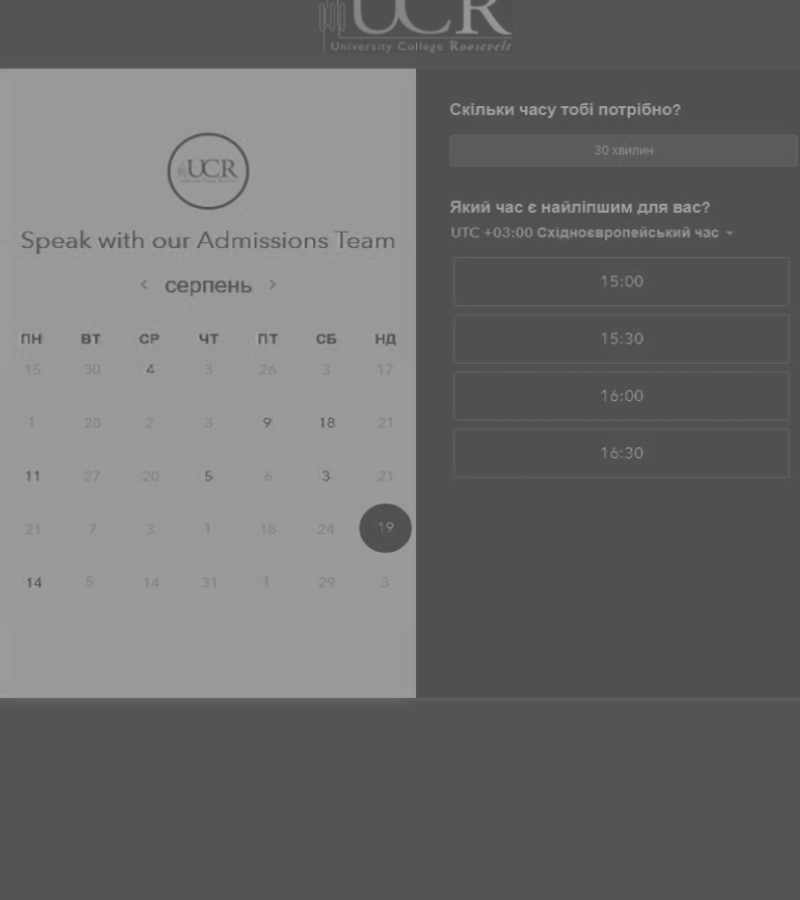 UCR
University College Roosevelt
UCR
Speak with our Admissions Team
‹ серпень ›
ПН ВТ СР ЧТ ПТ СБ НД
15 30 4 3 26 3 17
1 28 2 3 9 18 21
11 27 20 5 6 3 21
21 7 3 1 18 24 19
14 5 14 31 1 29 3
Скільки часу тобі потрібно?
30 хвилин
Який час є найліпшим для вас?
UTC +03:00 Східноєвропейський час
15:00
15:30
16:00
16:30